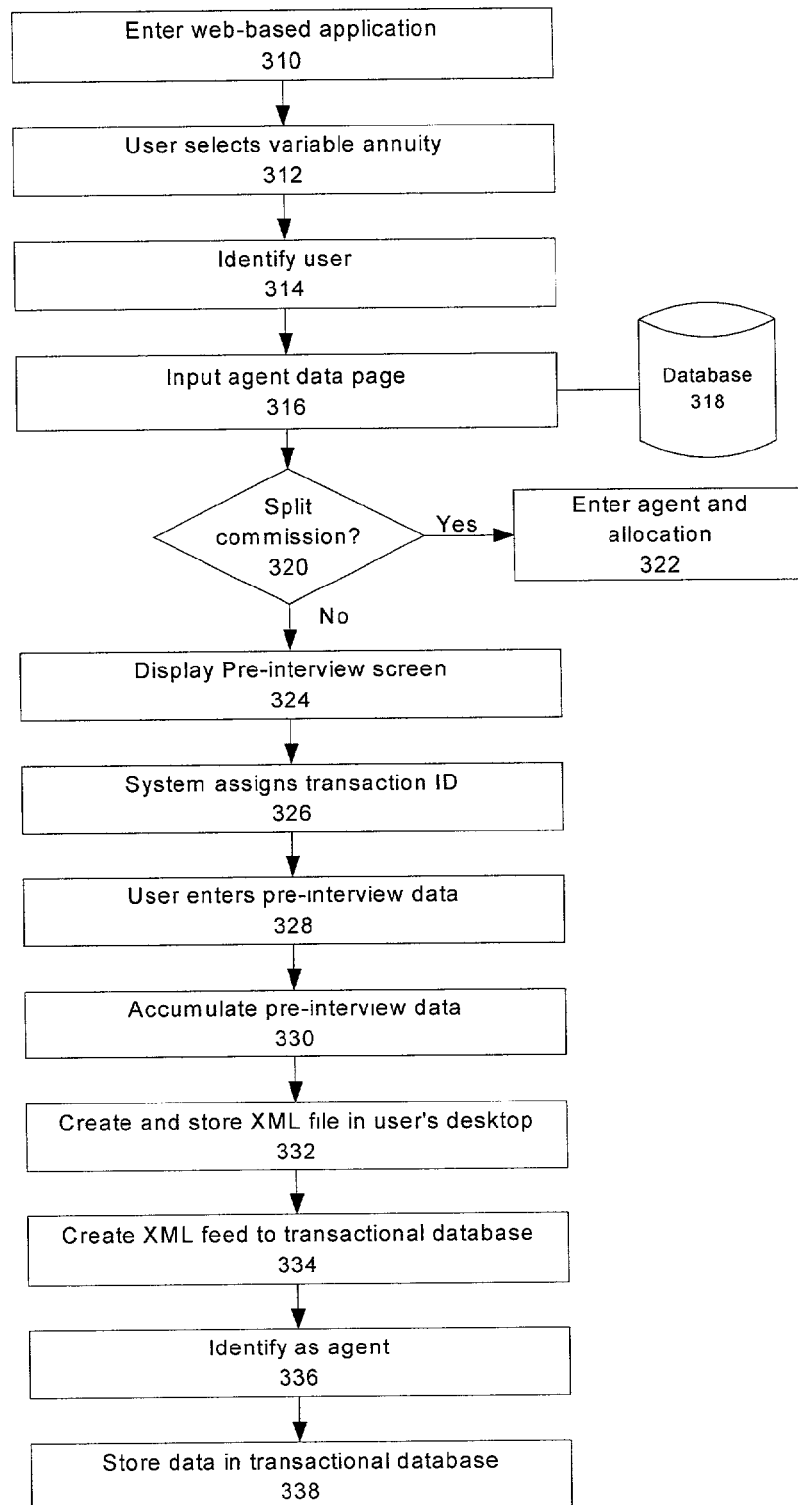 Enter web-based application
310
User selects variable annuity
312
Identify user
314
Input agent data page
316
Database
318
Split
commission?
320
Yes
Enter agent and
allocation
322
No
Display Pre-interview screen
324
System assigns transaction ID
326
User enters pre-interview data
328
Accumulate pre-interview data
330
Create and store XML file in user's desktop
332
Create XML feed to transactional database
334
Identify as agent
336
Store data in transactional database
338